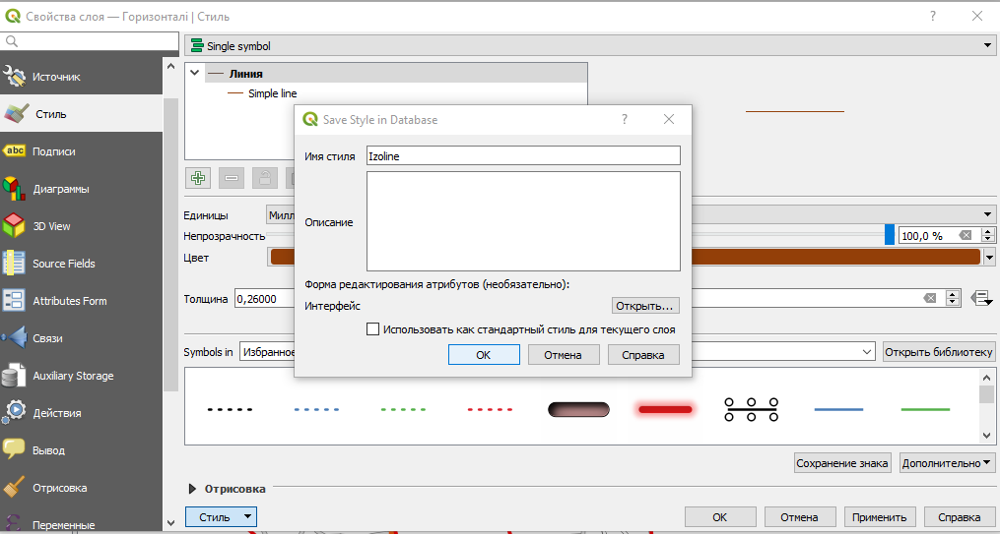 Свойства слоя — Горизонталі | Стиль
Single symbol
Линия
Simple line
Источник
Стиль
abc Подписи
Диаграммы
3D View
Source Fields
Attributes Form
Связи
Auxiliary Storage
Действия
Вывод
Отрисовка
Переменные
Единицы
Непрозрачность
100,0 %
Цвет
Толщина 0,26000
Save Style in Database
Имя стиля Izoline
Описание
Форма редактирования атрибутов (необязательно):
Интерфейс Открыть...
Использовать как стандартный стиль для текущего слоя
OK Отмена Справка
Symbols in Избранное Открыть библиотеку
Сохранение знака Дополнительно
Отрисовка
Стиль OK Отмена Применить Справка